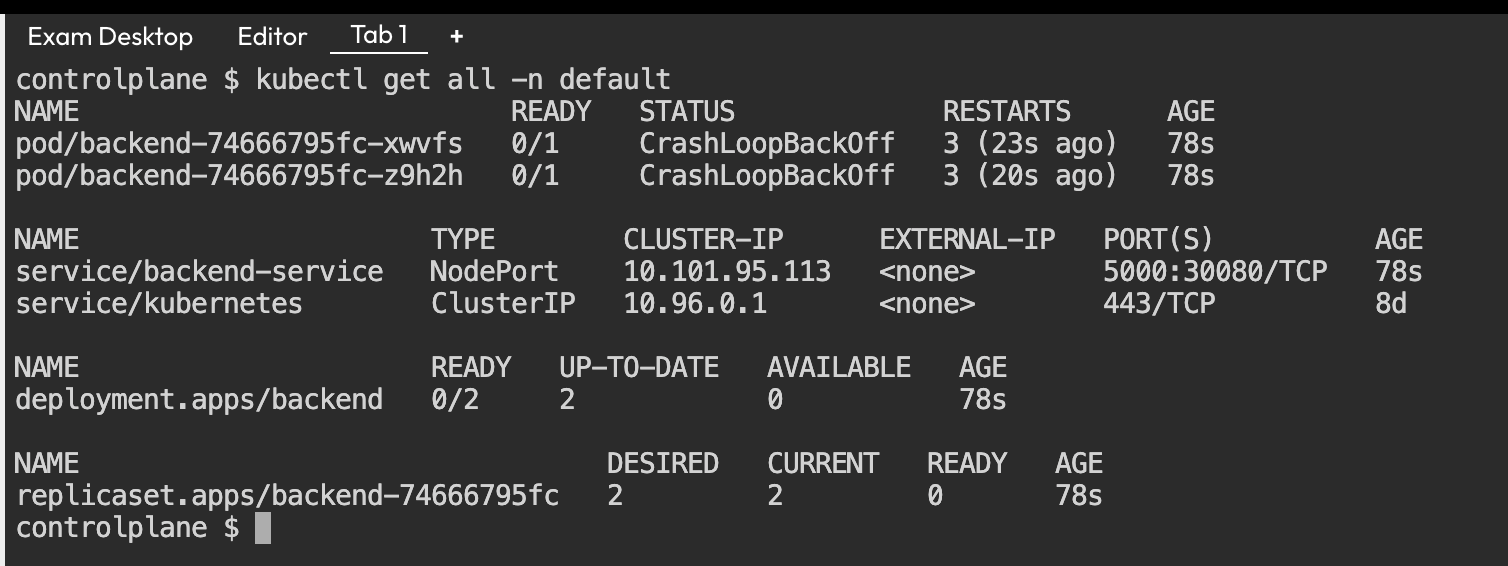 Exam Desktop Editor Tab 1 +
controlplane $ kubectl get all -n default
NAME READY STATUS RESTARTS AGE
pod/backend-74666795fc-xwvfs 0/1 CrashLoopBackOff 3 (23s ago) 78s
pod/backend-74666795fc-z9h2h 0/1 CrashLoopBackOff 3 (20s ago) 78s
NAME TYPE CLUSTER-IP EXTERNAL-IP PORT(S) AGE
service/backend-service NodePort 10.101.95.113 <none> 5000:30080/TCP 78s
service/kubernetes ClusterIP 10.96.0.1 <none> 443/TCP 8d
NAME READY UP-TO-DATE AVAILABLE AGE
deployment.apps/backend 0/2 2 0 78s
NAME DESIRED CURRENT READY AGE
replicaset.apps/backend-74666795fc 2 2 0 78s
controlplane $